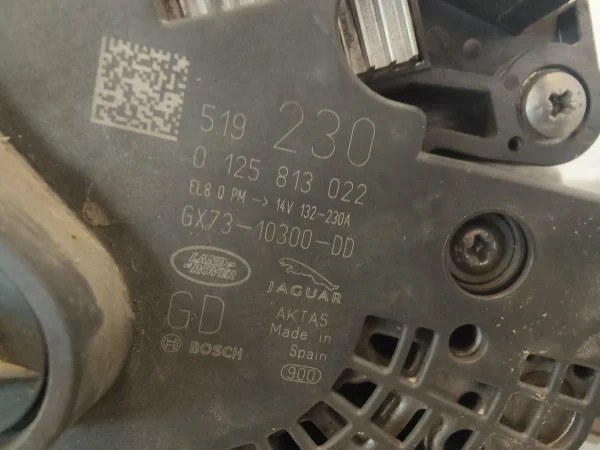 519 230
0 125 813 022
EL8 0 PM -> 14V 132-230A
GX73-10300-DD
LAND-
-ROVER
JAGUAR
GD
AKTAS
Made in
Spain
BOSCH
900